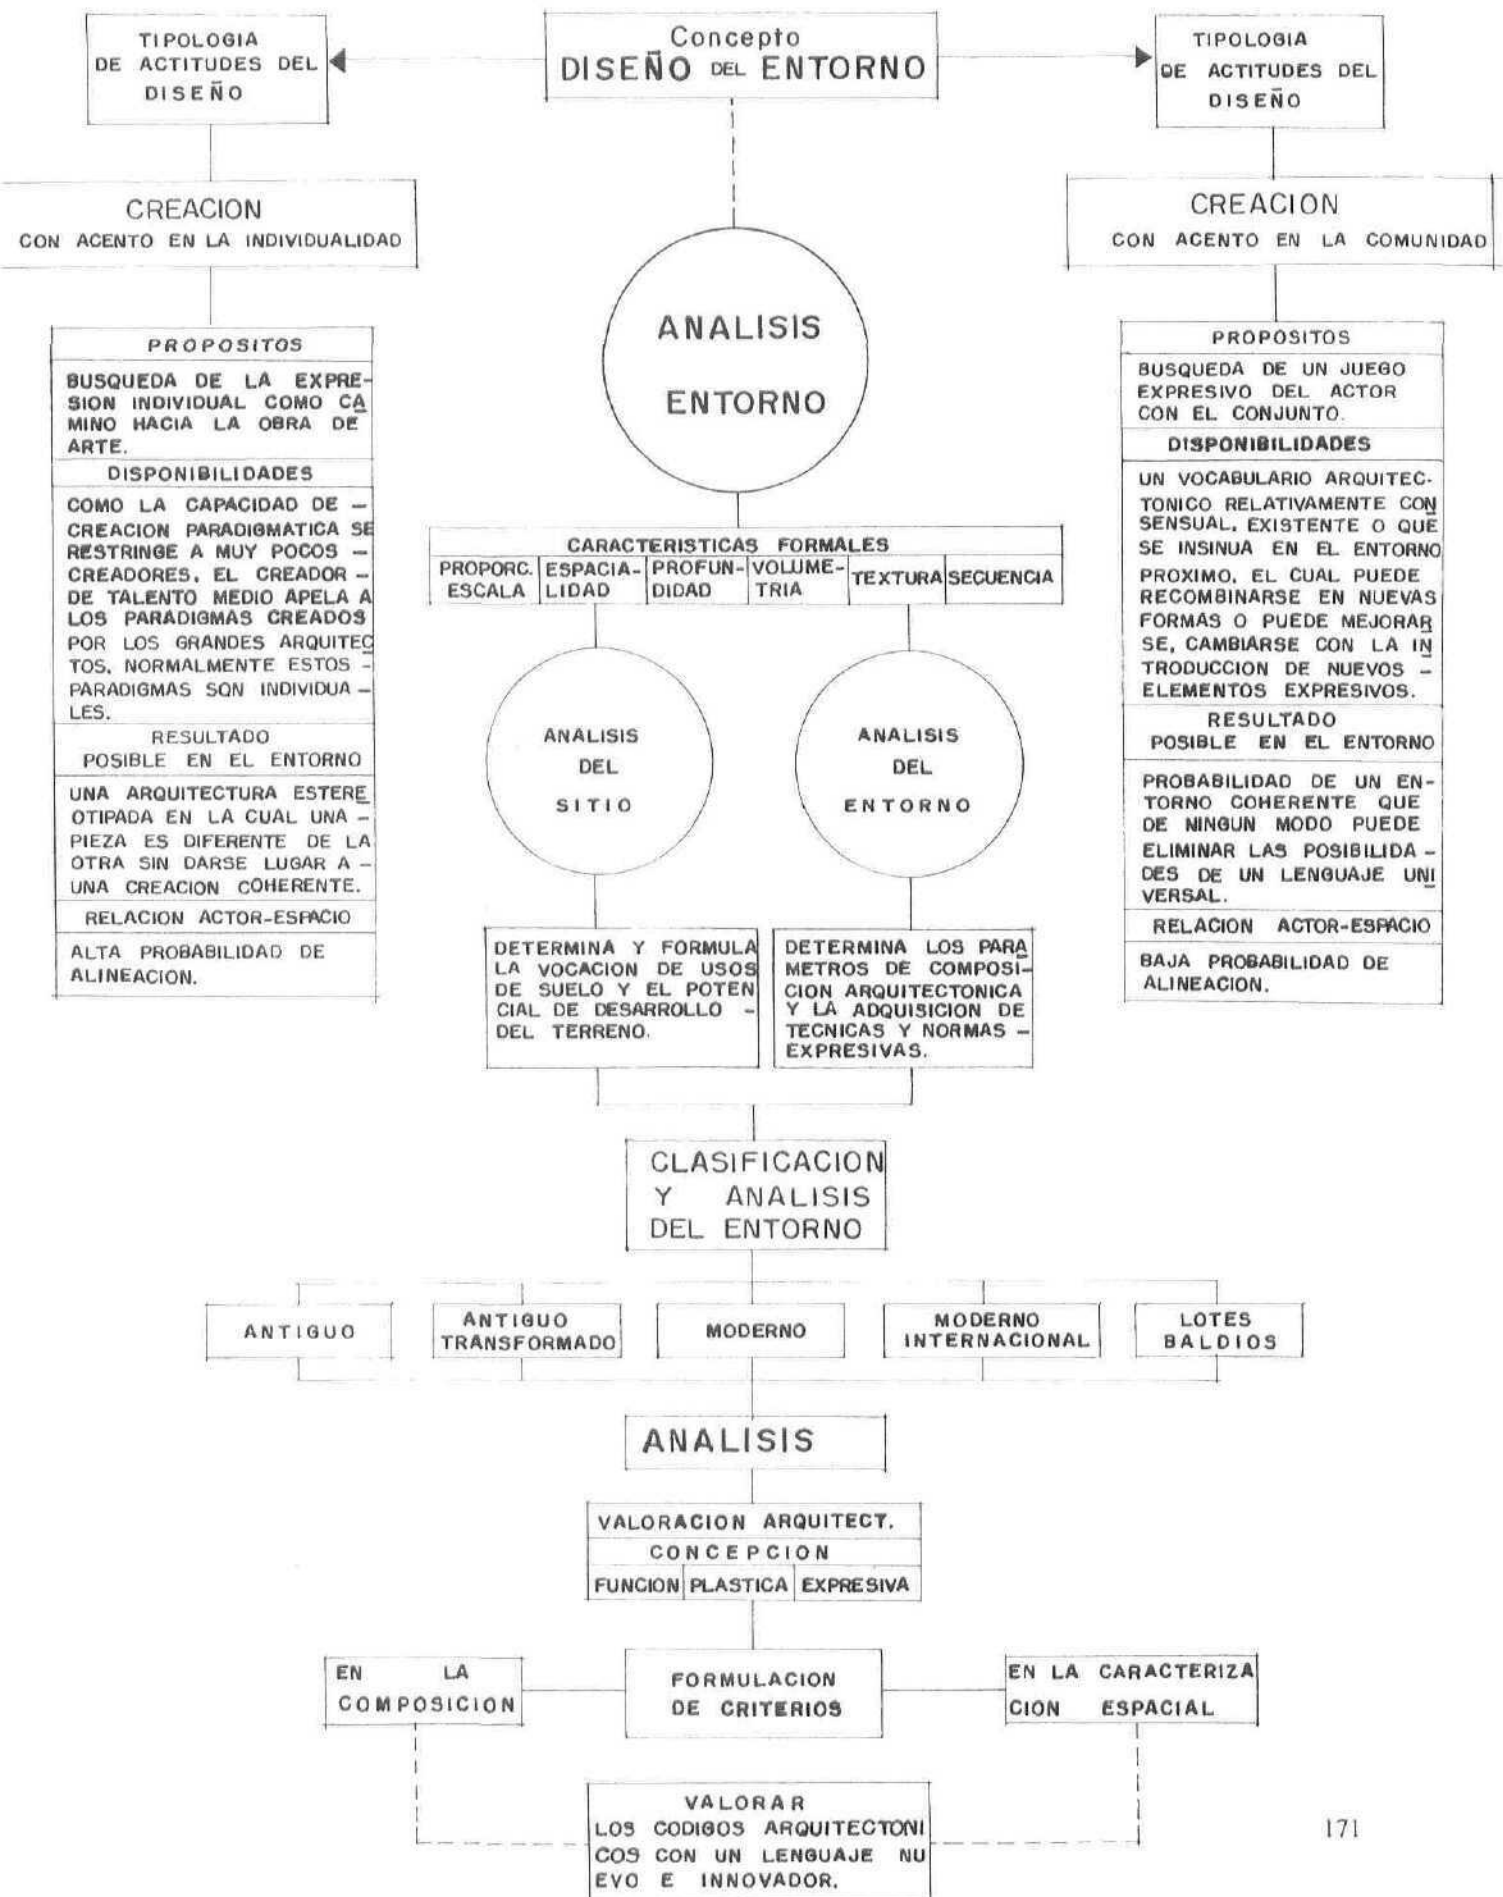 Concepto
DISEÑO DEL ENTORNO
TIPOLOGIA
DE ACTITUDES DEL
DISEÑO
CREACION
CON ACENTO EN LA INDIVIDUALIDAD
PROPOSITOS
BUSQUEDA DE LA EXPRE-
SION INDIVIDUAL COMO CA
MINO HACIA LA OBRA DE
ARTE.
DISPONIBILIDADES
COMO LA CAPACIDAD DE -
CREACION PARADIGMATICA SE
RESTRINGE A MUY POCOS -
CREADORES, EL CREADOR -
DE TALENTO MEDIO APELA A
LOS PARADIGMAS CREADOS
POR LOS GRANDES ARQUITEC
TOS, NORMALMENTE ESTOS -
PARADIGMAS SON INDIVIDUA -
LES.
RESULTADO
POSIBLE EN EL ENTORNO
UNA ARQUITECTURA ESTERE
OTIPADA EN LA CUAL UNA -
PIEZA ES DIFERENTE DE LA
OTRA SIN DARSE LUGAR A -
UNA CREACION COHERENTE.
RELACION ACTOR-ESPACIO
ALTA PROBABILIDAD DE
ALINEACION.
TIPOLOGIA
DE ACTITUDES DEL
DISEÑO
CREACION
CON ACENTO EN LA COMUNIDAD
PROPOSITOS
BUSQUEDA DE UN JUEGO
EXPRESIVO DEL ACTOR
CON EL CONJUNTO.
DISPONIBILIDADES
UN VOCABULARIO ARQUITEC-
TONICO RELATIVAMENTE CON
SENSUAL, EXISTENTE O QUE
SE INSINUA EN EL ENTORNO
PROXIMO, EL CUAL PUEDE
RECOMBINARSE EN NUEVAS
FORMAS O PUEDE MEJORAR
SE, CAMBIARSE CON LA IN
TRODUCCION DE NUEVOS -
ELEMENTOS EXPRESIVOS.
RESULTADO
POSIBLE EN EL ENTORNO
PROBABILIDAD DE UN EN-
TORNO COHERENTE QUE
DE NINGUN MODO PUEDE
ELIMINAR LAS POSIBILIDA -
DES DE UN LENGUAJE UNI
VERSAL.
RELACION ACTOR-ESPACIO
BAJA PROBABILIDAD DE
ALINEACION.
ANALISIS
ENTORNO
CARACTERISTICAS FORMALES
PROPORC.
ESCALA
ESPACIA-
LIDAD
PROFUN-
DIDAD
VOLUME-
TRIA
TEXTURA
SECUENCIA
ANALISIS
DEL
SITIO
ANALISIS
DEL
ENTORNO
DETERMINA Y FORMULA
LA VOCACION DE USOS
DE SUELO Y EL POTEN
CIAL DE DESARROLLO -
DEL TERRENO.
DETERMINA LOS PARA
METROS DE COMPOSI-
CION ARQUITECTONICA
Y LA ADQUISICION DE
TECNICAS Y NORMAS -
EXPRESIVAS.
CLASIFICACION
Y ANALISIS
DEL ENTORNO
ANTIGUO
ANTIGUO
TRANSFORMADO
MODERNO
MODERNO
INTERNACIONAL
LOTES
BALDIOS
ANALISIS
VALORACION ARQUITECT.
CONCEPCION
FUNCION PLASTICA EXPRESIVA
EN LA
COMPOSICION
FORMULACION
DE CRITERIOS
EN LA CARACTERIZA
CION ESPACIAL
VALORAR
LOS CODIGOS ARQUITECTONI
COS CON UN LENGUAJE NU
EVO E INNOVADOR.
171